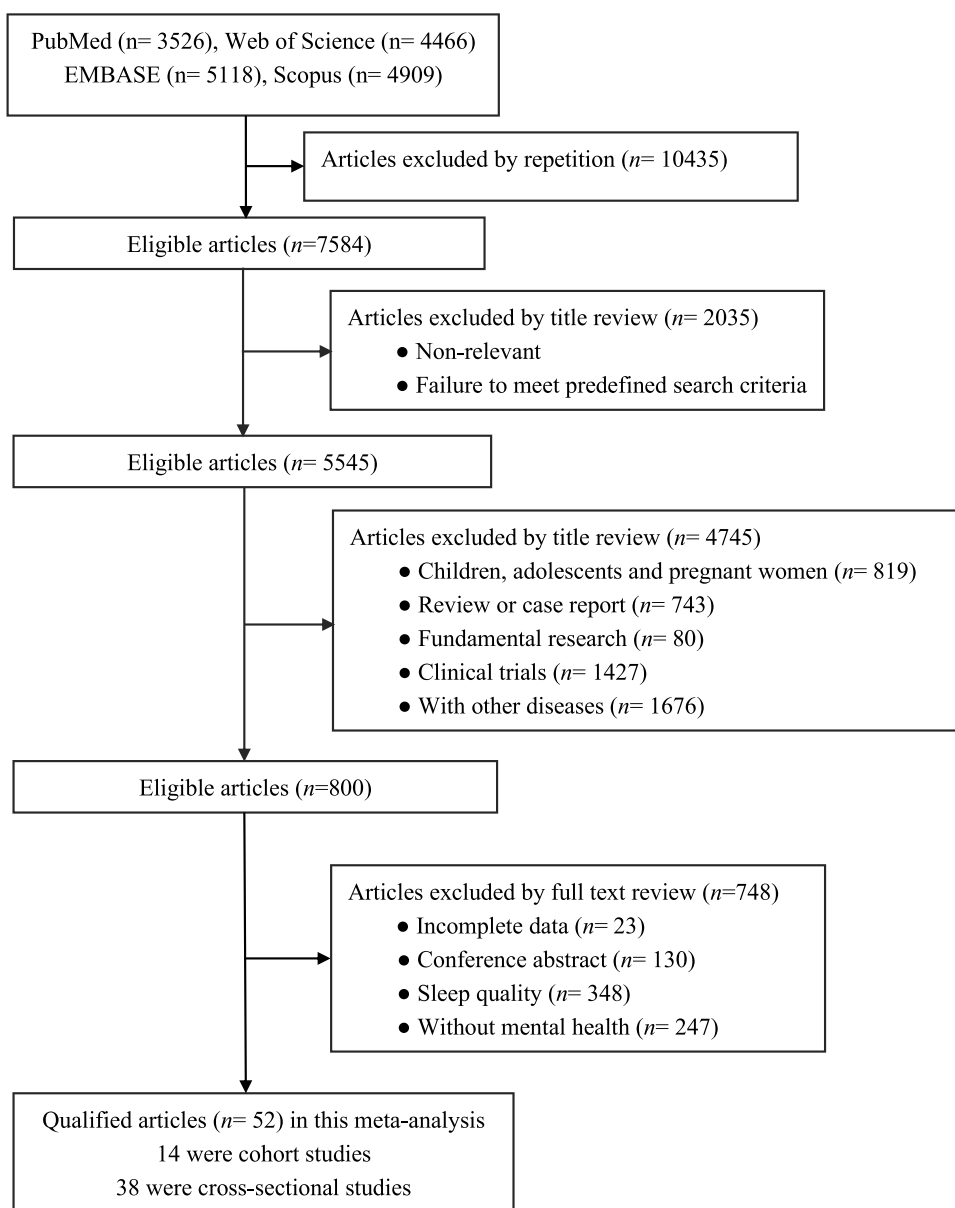 PubMed (n= 3526), Web of Science (n= 4466)
EMBASE (n= 5118), Scopus (n= 4909)
Articles excluded by repetition (n= 10435)
Eligible articles (n=7584)
Articles excluded by title review (n= 2035)
● Non-relevant
● Failure to meet predefined search criteria
Eligible articles (n= 5545)
Articles excluded by title review (n= 4745)
● Children, adolescents and pregnant women (n= 819)
● Review or case report (n= 743)
● Fundamental research (n= 80)
● Clinical trials (n= 1427)
● With other diseases (n= 1676)
Eligible articles (n=800)
Articles excluded by full text review (n=748)
● Incomplete data (n= 23)
● Conference abstract (n= 130)
● Sleep quality (n= 348)
● Without mental health (n= 247)
Qualified articles (n= 52) in this meta-analysis
14 were cohort studies
38 were cross-sectional studies